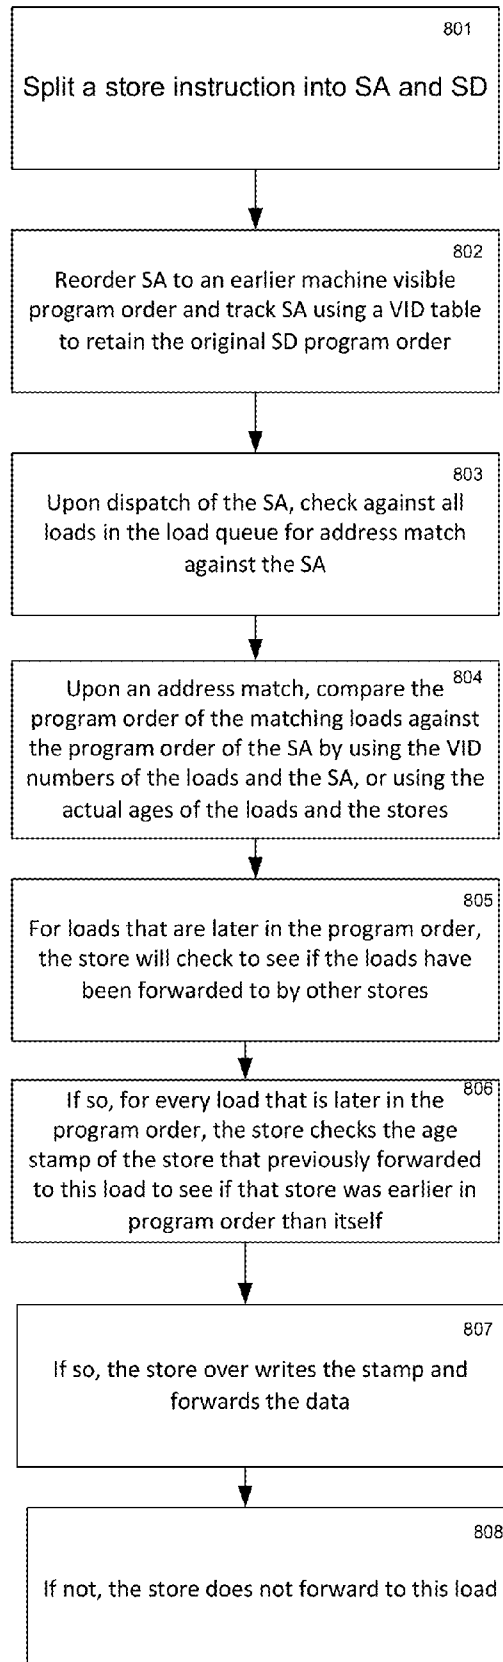 801
Split a store instruction into SA and SD
802
Reorder SA to an earlier machine visible
program order and track SA using a VID table
to retain the original SD program order
803
Upon dispatch of the SA, check against all
loads in the load queue for address match
against the SA
804
Upon an address match, compare the
program order of the matching loads against
the program order of the SA by using the VID
numbers of the loads and the SA, or using the
actual ages of the loads and the stores
805
For loads that are later in the program order,
the store will check to see if the loads have
been forwarded to by other stores
806
If so, for every load that is later in the
program order, the store checks the age
stamp of the store that previously forwarded
to this load to see if that store was earlier in
program order than itself
807
If so, the store over writes the stamp and
forwards the data
808
If not, the store does not forward to this load